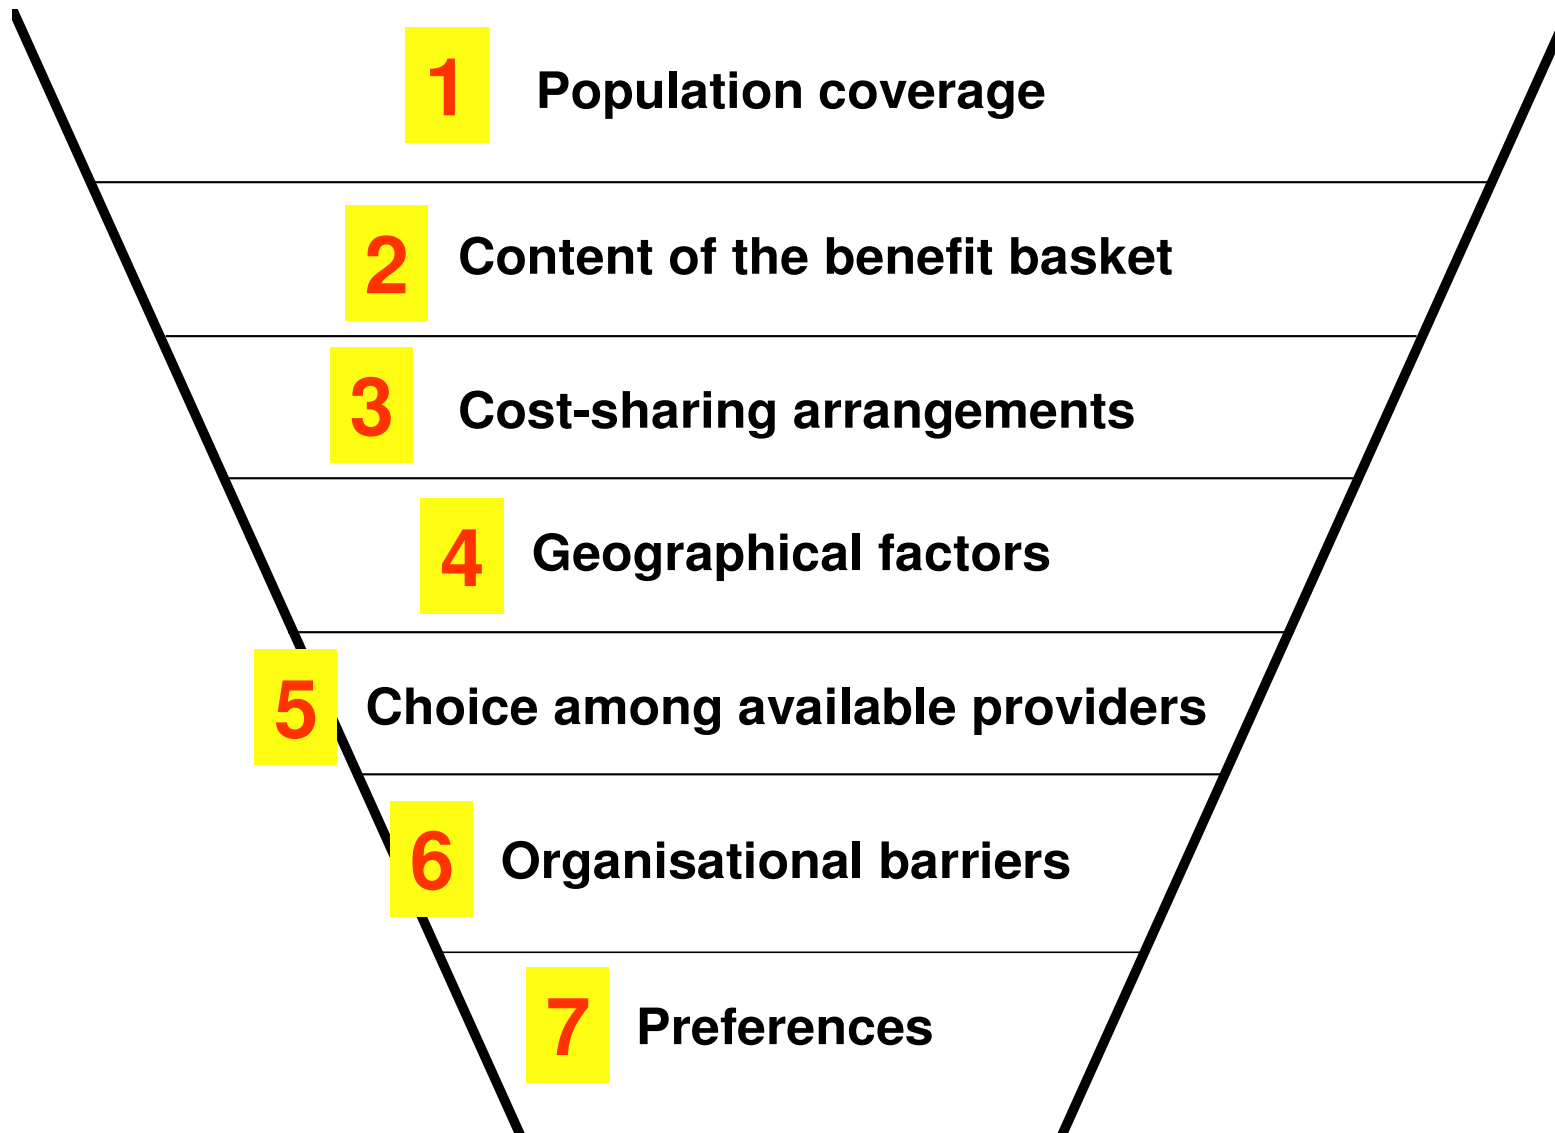 1 Population coverage
2 Content of the benefit basket
3 Cost-sharing arrangements
4 Geographical factors
5 Choice among available providers
6 Organisational barriers
7 Preferences